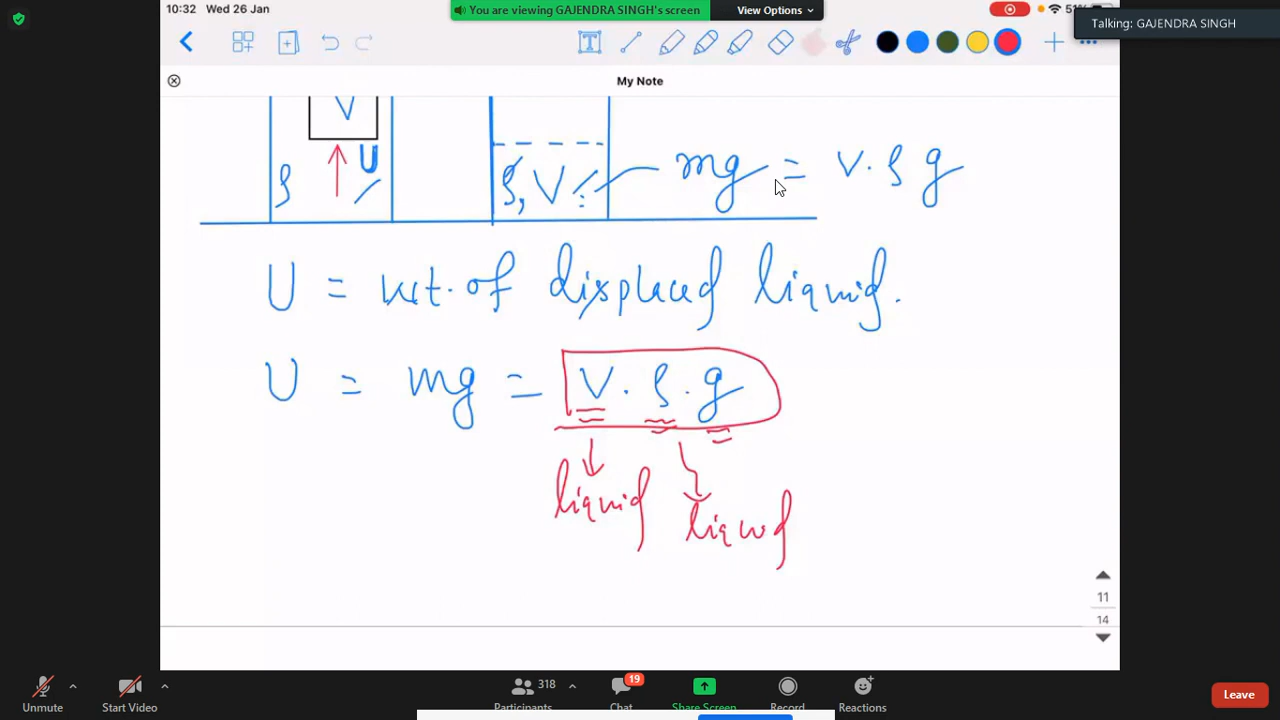 10:32 Wed 26 Jan
You are viewing GAJENDRA SINGH's screen
View Options
51%
Talking: GAJENDRA SINGH
My Note
V
ρ U
ρ, V
mg = V.ρg
U = wt. of displaced liquid.
U = mg = V.ρ.g
liquid liquid
11
14
Unmute
Start Video
318
Participants
19
Chat
Share Screen
Record
Reactions
Leave